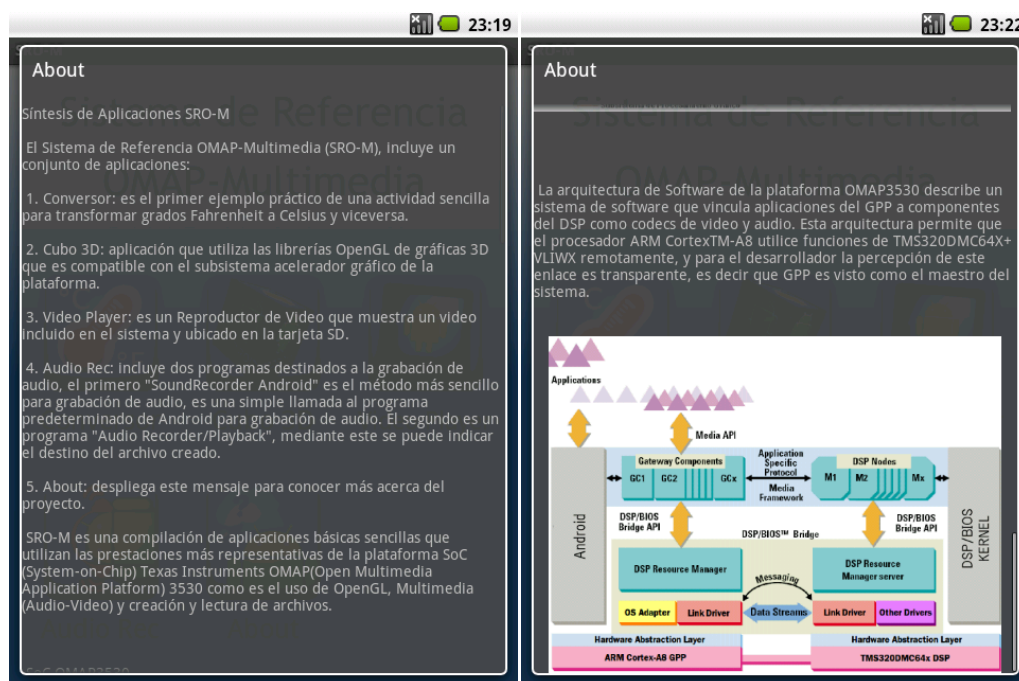 23:19
About
Síntesis de Aplicaciones SRO-M
El Sistema de Referencia OMAP-Multimedia (SRO-M), incluye un
conjunto de aplicaciones:
1. Conversor: es el primer ejemplo práctico de una actividad sencilla
para transformar grados Fahrenheit a Celsius y viceversa.
2. Cubo 3D: aplicación que utiliza las librerías OpenGL de gráficas 3D
que es compatible con el subsistema acelerador gráfico de la
plataforma.
3. Video Player: es un Reproductor de Video que muestra un video
incluido en el sistema y ubicado en la tarjeta SD.
4. Audio Rec: incluye dos programas destinados a la grabación de
audio, el primero "SoundRecorder Android" es el método más sencillo
para grabación de audio, es una simple llamada al programa
predeterminado de Android para grabación de audio. El segundo es un
programa "Audio Recorder/Playback", mediante este se puede indicar
el destino del archivo creado.
5. About: despliega este mensaje para conocer más acerca del
proyecto.
SRO-M es una compilación de aplicaciones básicas sencillas que
utilizan las prestaciones más representativas de la plataforma SoC
(System-on-Chip) Texas Instruments OMAP(Open Multimedia
Application Platform) 3530 como es el uso de OpenGL, Multimedia
(Audio-Video) y creación y lectura de archivos.
SoC OMAP3530
Sistema de Referencia
OMAP-Multimedia
23:22
About
Sistema de Referencia
OMAP-Multimedia
La arquitectura de Software de la plataforma OMAP3530 describe un
sistema de software que vincula aplicaciones del GPP a componentes
del DSP como codecs de video y audio. Esta arquitectura permite que
el procesador ARM CortexTM-A8 utilice funciones de TMS320DMC64X+
VLIWX remotamente, y para el desarrollador la percepción de este
enlace es transparente, es decir que GPP es visto como el maestro del
sistema.
Applications
Media API
Gateway Components
GC1 GC2 GCx
Application
Specific
Protocol
Media
Framework
DSP Nodes
M1 M2 Mx
Android
DSP/BIOS
Bridge API
DSP/BIOS™ Bridge
DSP/BIOS
Bridge API
DSP/BIOS
KERNEL
DSP Resource Manager
Messaging
DSP Resource
Manager server
OS Adapter Link Driver
Data Streams
Link Driver Other Drivers
Hardware Abstraction Layer
Hardware Abstraction Layer
ARM Cortex-A8 GPP
TMS320DMC64x DSP